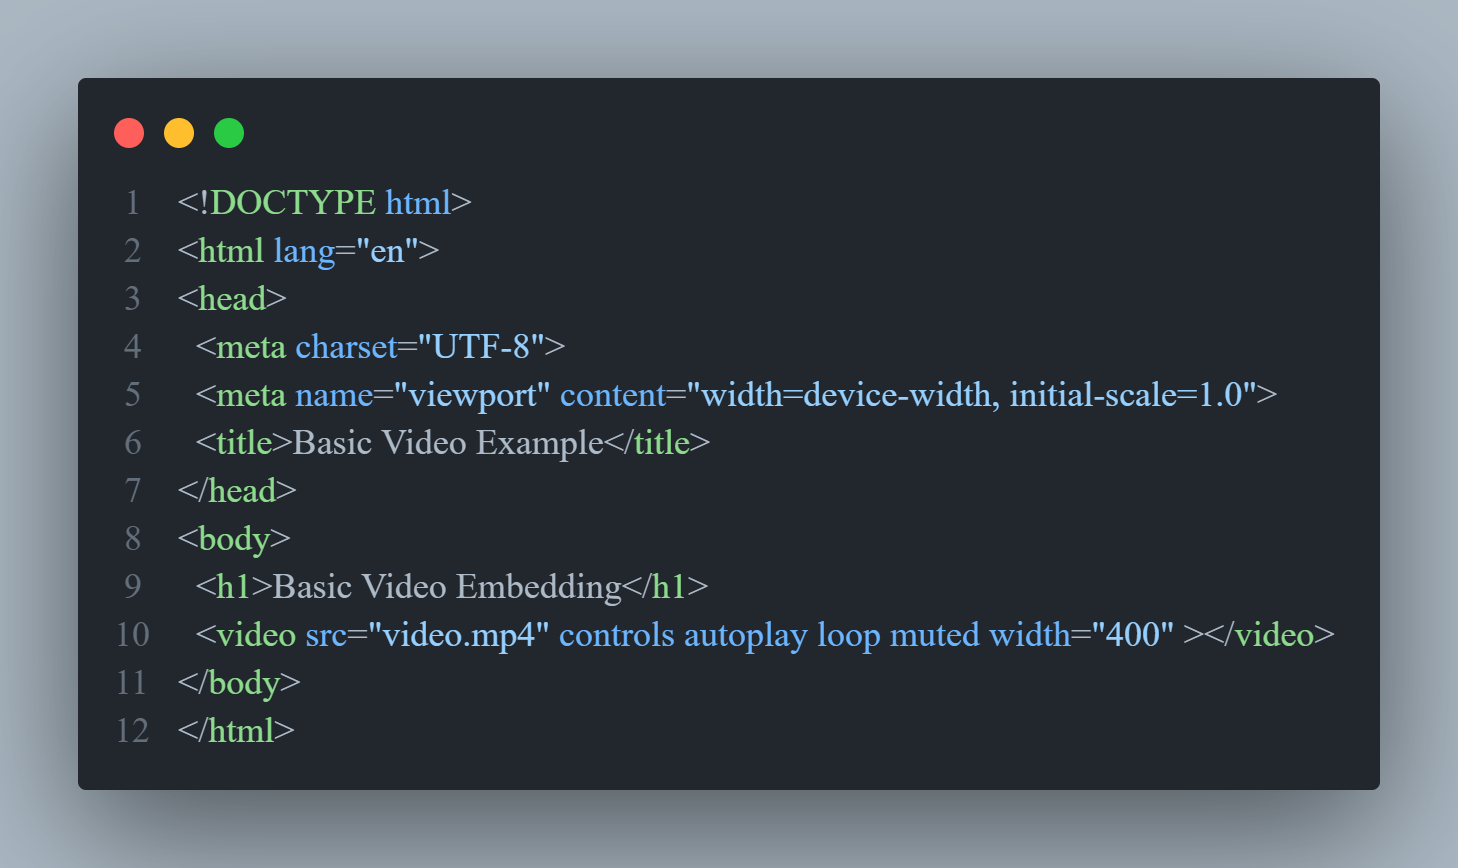 1 <!DOCTYPE html>
2 <html lang="en">
3 <head>
4 <meta charset="UTF-8">
5 <meta name="viewport" content="width=device-width, initial-scale=1.0">
6 <title>Basic Video Example</title>
7 </head>
8 <body>
9 <h1>Basic Video Embedding</h1>
10 <video src="video.mp4" controls autoplay loop muted width="400" ></video>
11 </body>
12 </html>